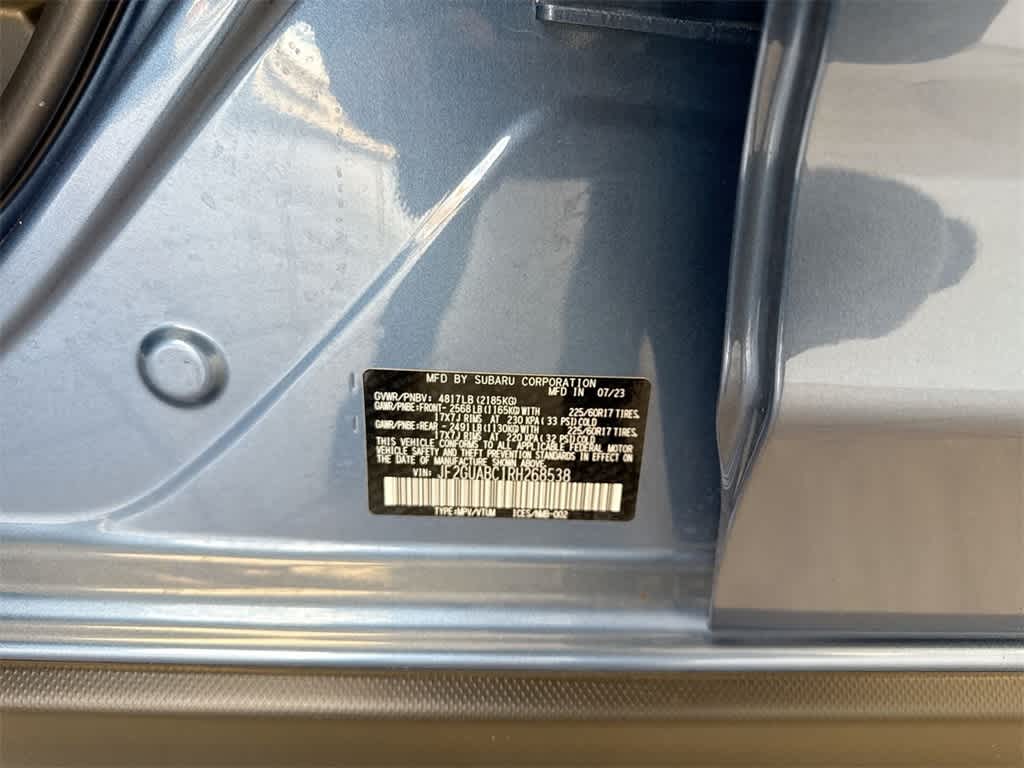 MFD BY SUBARU CORPORATION
MFD IN 07/23
GVWR/PNBV: 4817LB(2185KG)
GAWR/PNBE:FRONT- 2568LB(1165KG)WITH 225/60R17 TIRES.
17X7J RIMS AT 230 KPA(33 PSI)COLD
GAWR/PNBE:REAR - 2491LB(1130KG)WITH 225/60R17 TIRES.
17X7J RIMS AT 220 KPA(32 PSI)COLD
THIS VEHICLE CONFORMS TO ALL APPLICABLE FEDERAL MOTOR
VEHICLE SAFETY AND THEFT PREVENTION STANDARDS IN EFFECT ON
THE DATE OF MANUFACTURE SHOWN ABOVE.
VIN: JF2GUABC1RH268538
TYPE:MPV/VTUM ICES/NMB-002